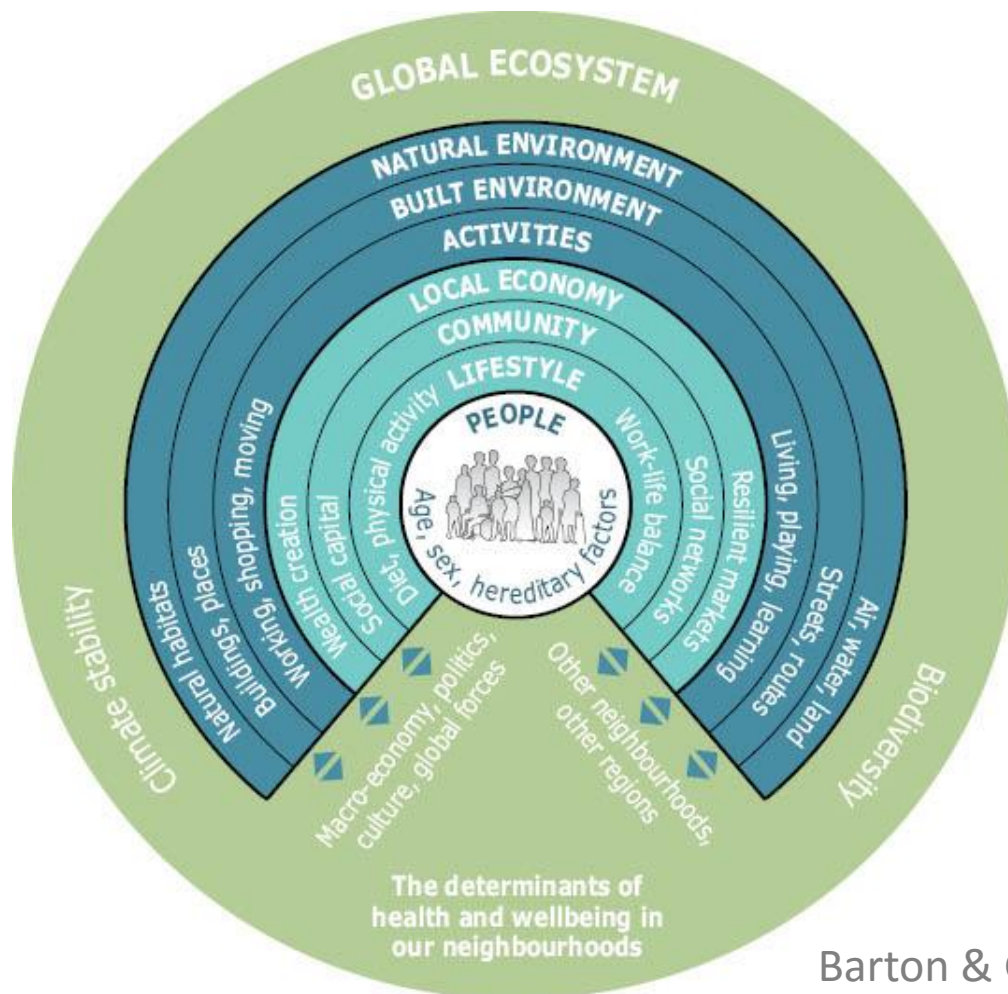 GLOBAL ECOSYSTEM
NATURAL ENVIRONMENT
BUILT ENVIRONMENT
ACTIVITIES
LOCAL ECONOMY
COMMUNITY
LIFESTYLE
PEOPLE
Age, sex, hereditary factors
Diet, physical activity
Work-life balance
Social capital
Social networks
Wealth creation
Resilient markets
Working, shopping, moving
Living, playing, learning
Buildings, places
Streets, routes
Natural habitats
Air, water, land
Climate stability
Biodiversity
Macro-economy, politics,
culture, global forces
Other neighbourhoods,
other regions
The determinants of
health and wellbeing in
our neighbourhoods
Barton &